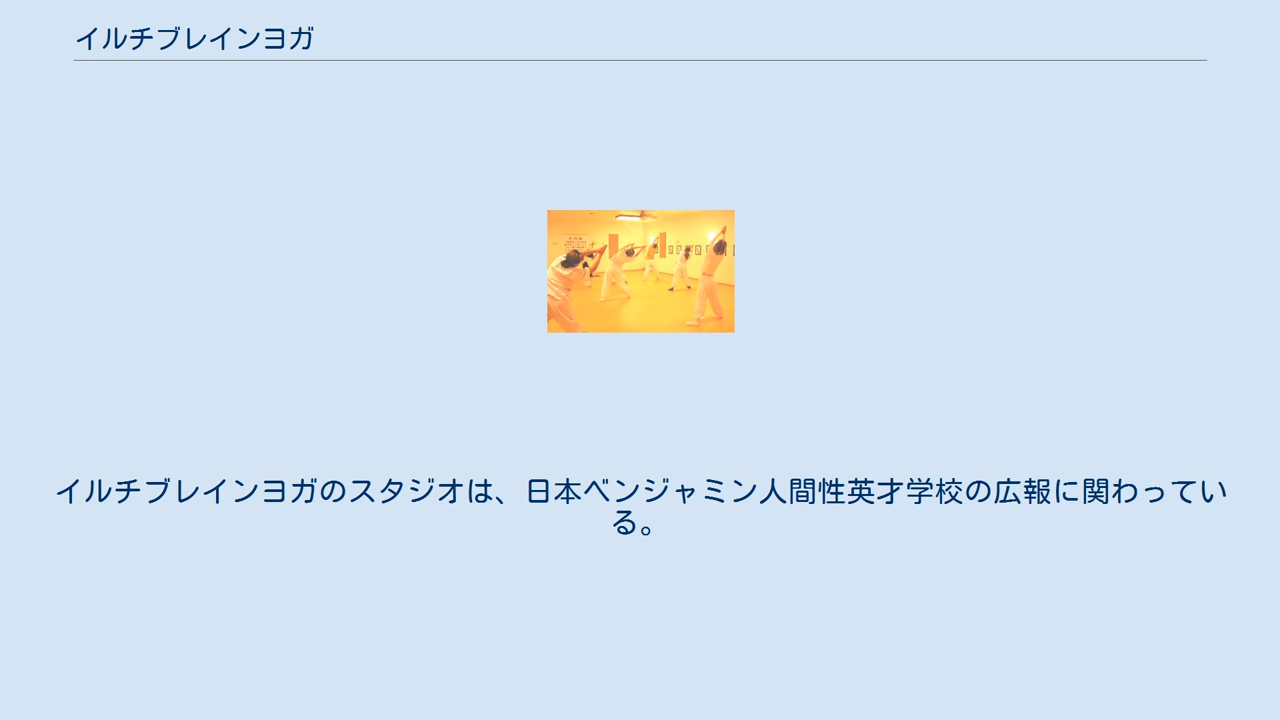 イルチブレインヨガ
イルチブレインヨガのスタジオは、日本ベンジャミン人間性英才学校の広報に関わってい
る。